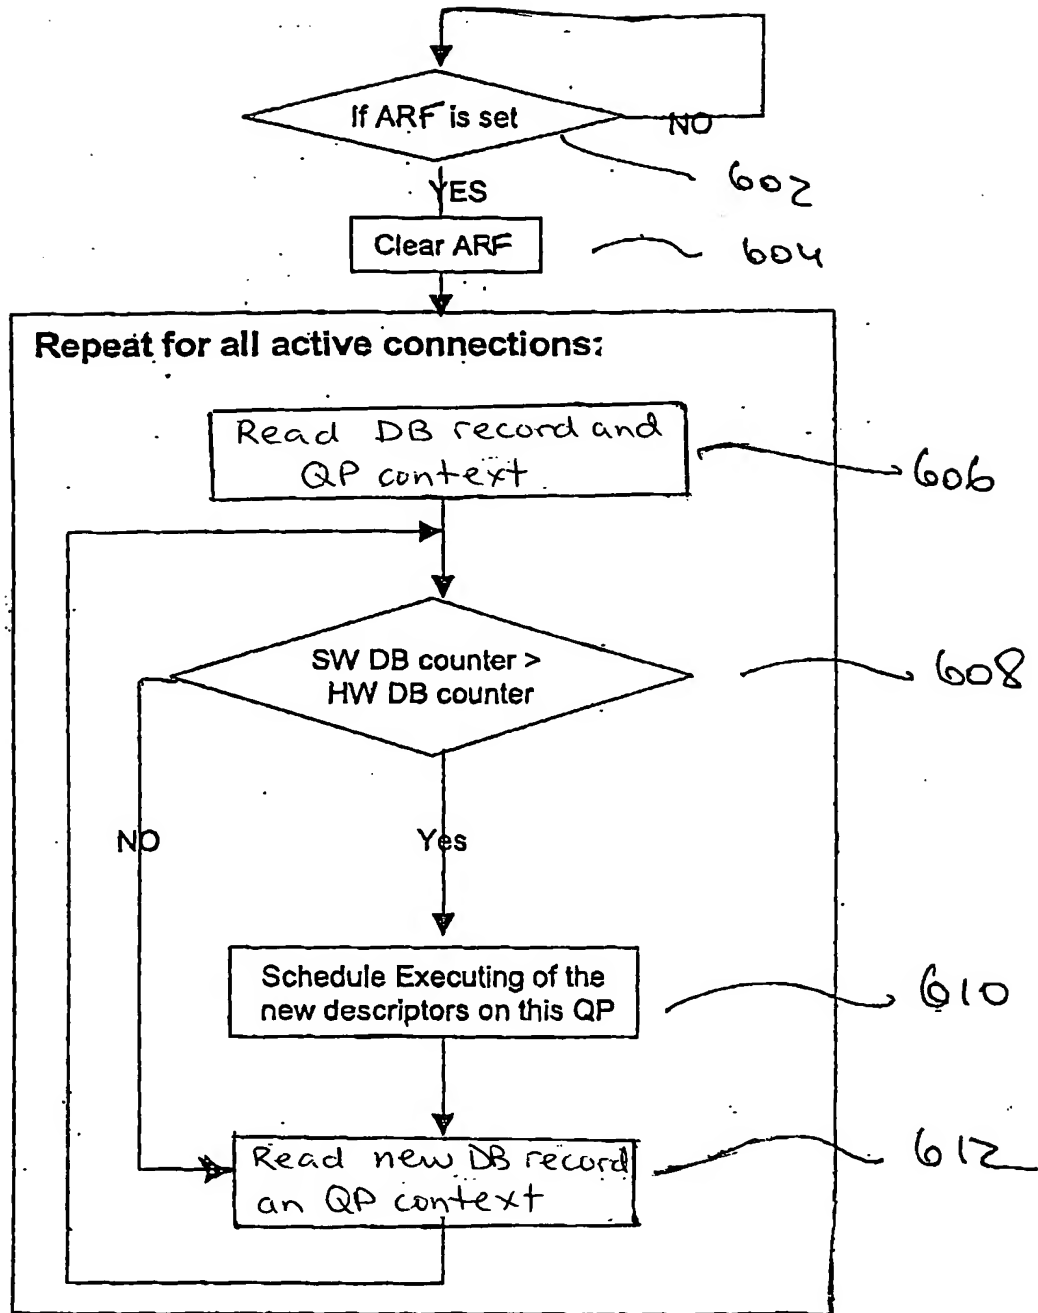 If ARF is set
NO
602
YES
Clear ARF
604
Repeat for all active connections:
Read DB record and
QP context
606
SW DB counter >
HW DB counter
608
NO
Yes
Schedule Executing of the
new descriptors on this QP
610
Read new DB record
an QP context
612